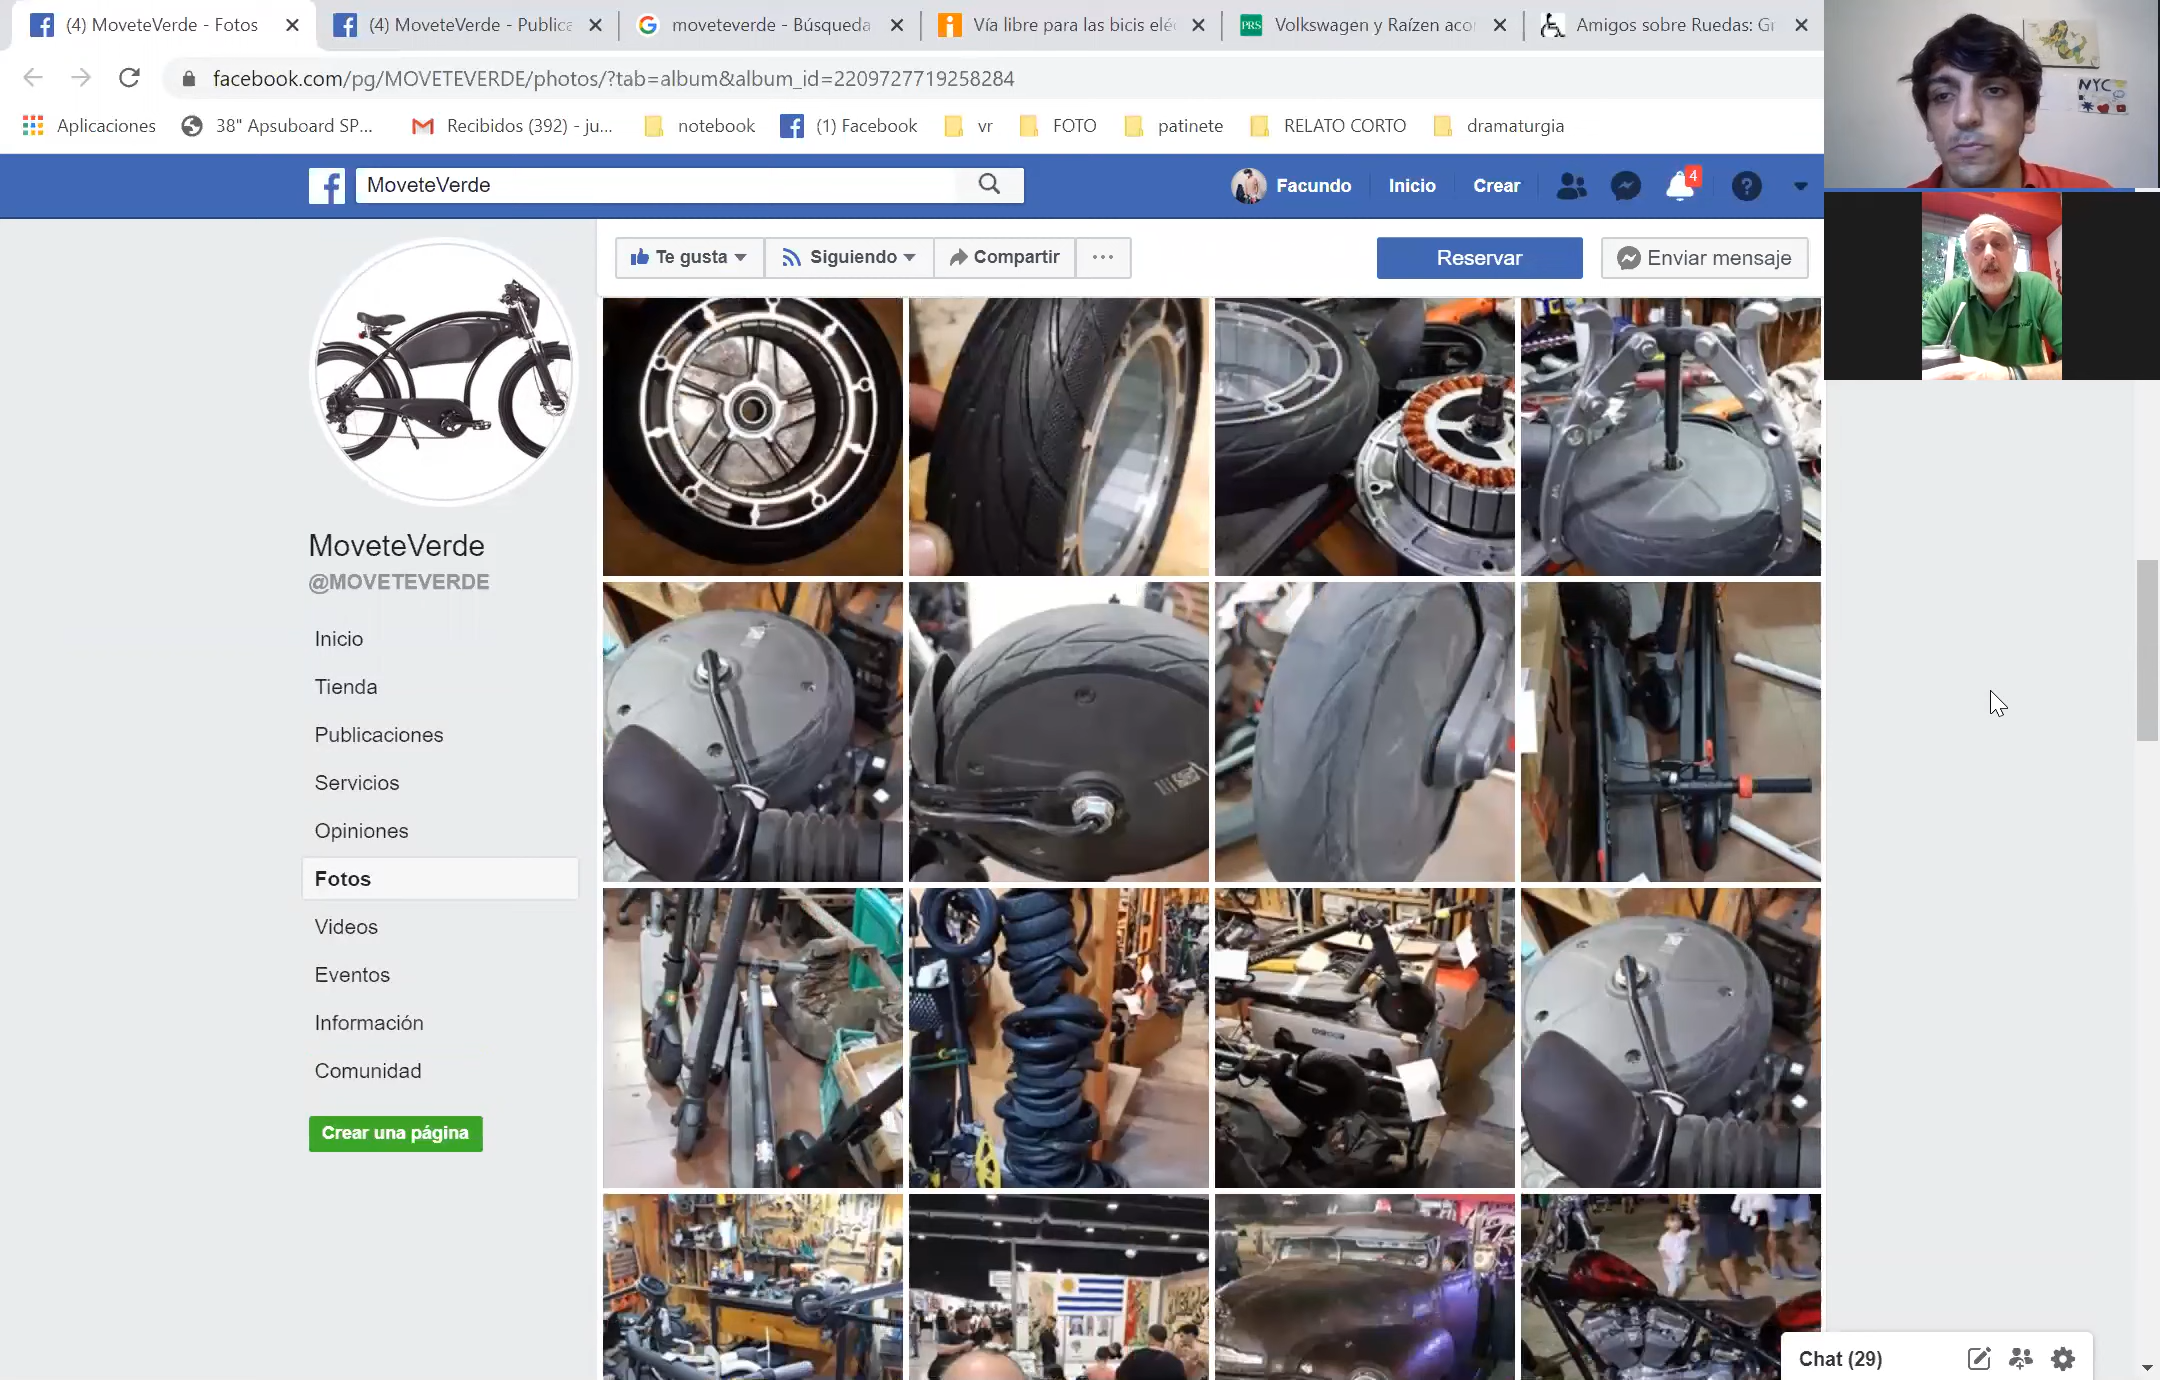 (4) MoveteVerde - Fotos
(4) MoveteVerde - Publica
moveteverde - Búsqueda
Vía libre para las bicis elé
PRS
Volkswagen y Raízen aco
Amigos sobre Ruedas: Gr
facebook.com/pg/MOVETEVERDE/photos/?tab=album&album_id=2209727719258284
Aplicaciones
38" Apsuboard SP...
Recibidos (392) - ju...
notebook
(1) Facebook
vr
FOTO
patinete
RELATO CORTO
dramaturgia
NYC
MoveteVerde
Facundo
Inicio
Crear
4
Te gusta
Siguiendo
Compartir
Reservar
Enviar mensaje
MoveteVerde
@MOVETEVERDE
Inicio
Tienda
Publicaciones
Servicios
Opiniones
Fotos
Videos
Eventos
Información
Comunidad
Crear una página
Chat (29)